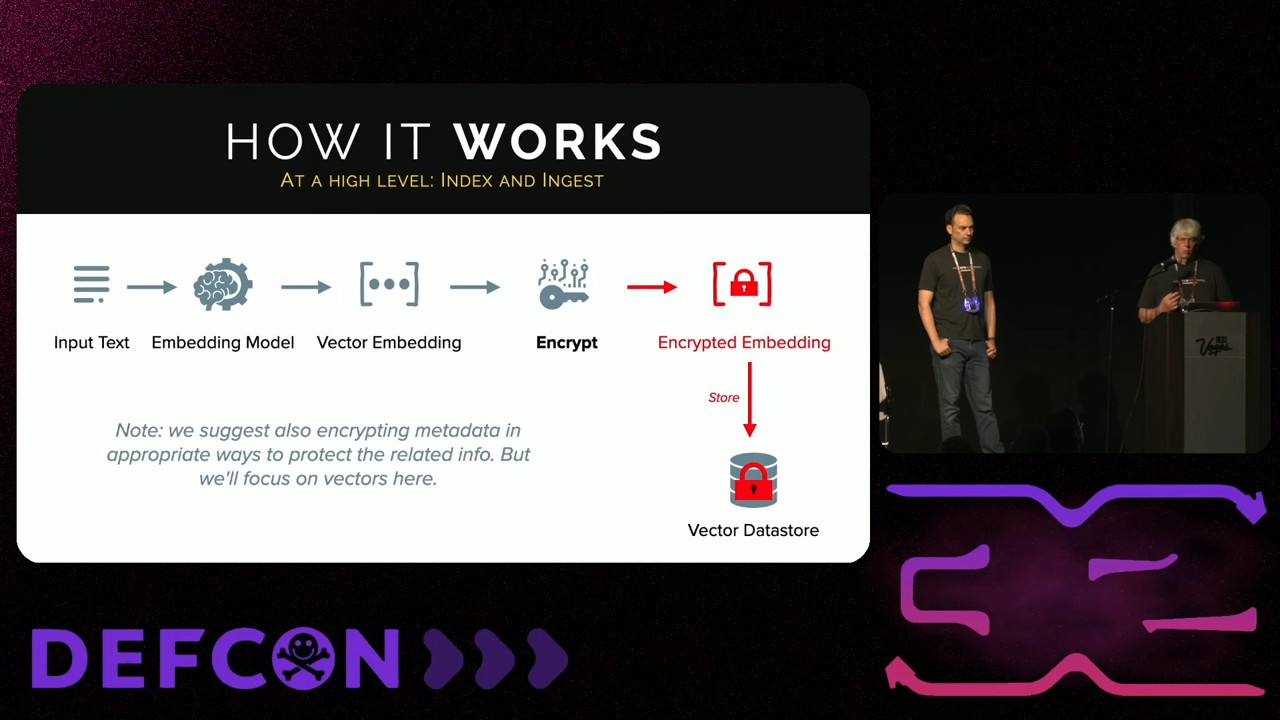 HOW IT WORKS
AT A HIGH LEVEL: INDEX AND INGEST
Input Text
Embedding Model
Vector Embedding
Encrypt
Encrypted Embedding
Store
Note: we suggest also encrypting metadata in
appropriate ways to protect the related info. But
we'll focus on vectors here.
Vector Datastore
Vegas
DEFCON